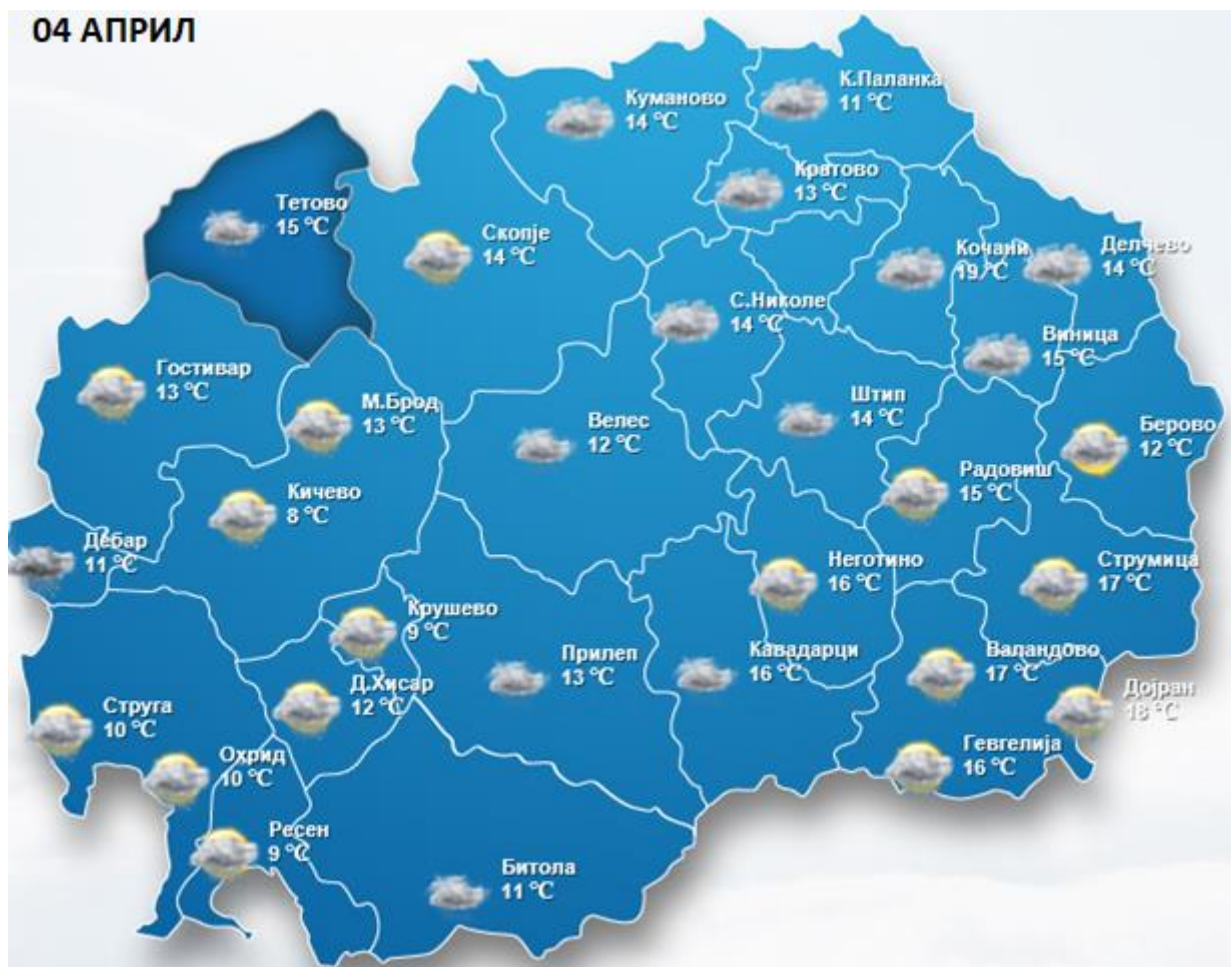 04 АПРИЛ
К.Паланка
11 °C
Куманово
14 °C
Кратово
13 °C
Тетово
15 °C
Скопје
14 °C
Кочани
19 °C
Делчево
14 °C
С.Николе
14 °C
Виница
15 °C
Гостивар
13 °C
М.Брод
13 °C
Велес
12 °C
Штип
14 °C
Берово
12 °C
Радовиш
15 °C
Кичево
8 °C
Дебар
11 °C
Неготино
16 °C
Струмица
17 °C
Крушево
9 °C
Прилеп
13 °C
Кавадарци
16 °C
Валандово
17 °C
Д.Хисар
12 °C
Дојран
18 °C
Струга
10 °C
Охрид
10 °C
Гевгелија
16 °C
Ресен
9 °C
Битола
11 °C